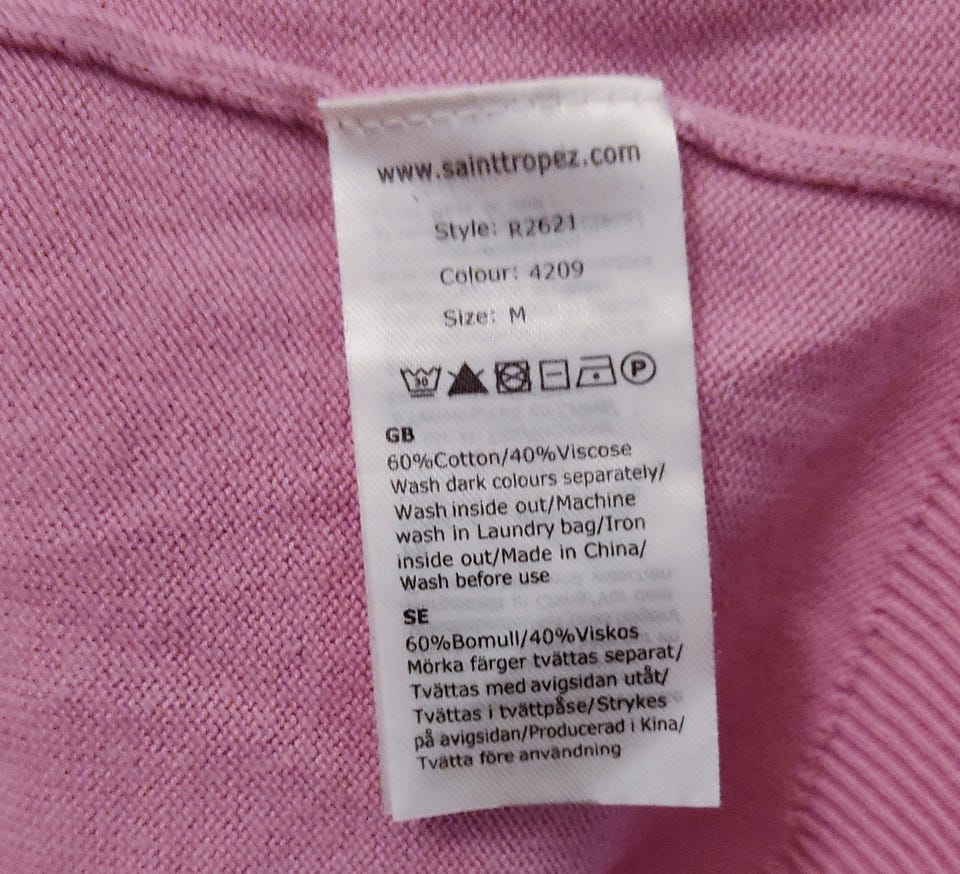 www.sainttropez.com
Style: R2621
Colour: 4209
Size: M
30 P
GB
60%Cotton/40%Viscose
Wash dark colours separately/
Wash inside out/Machine
wash in Laundry bag/Iron
inside out/Made in China/
Wash before use
SE
60%Bomull/40%Viskos
Mörka färger tvättas separat/
Tvättas med avigsidan utåt/
Tvättas i tvättpåse/Strykes
på avigsidan/Producerad i Kina/
Tvätta före användning